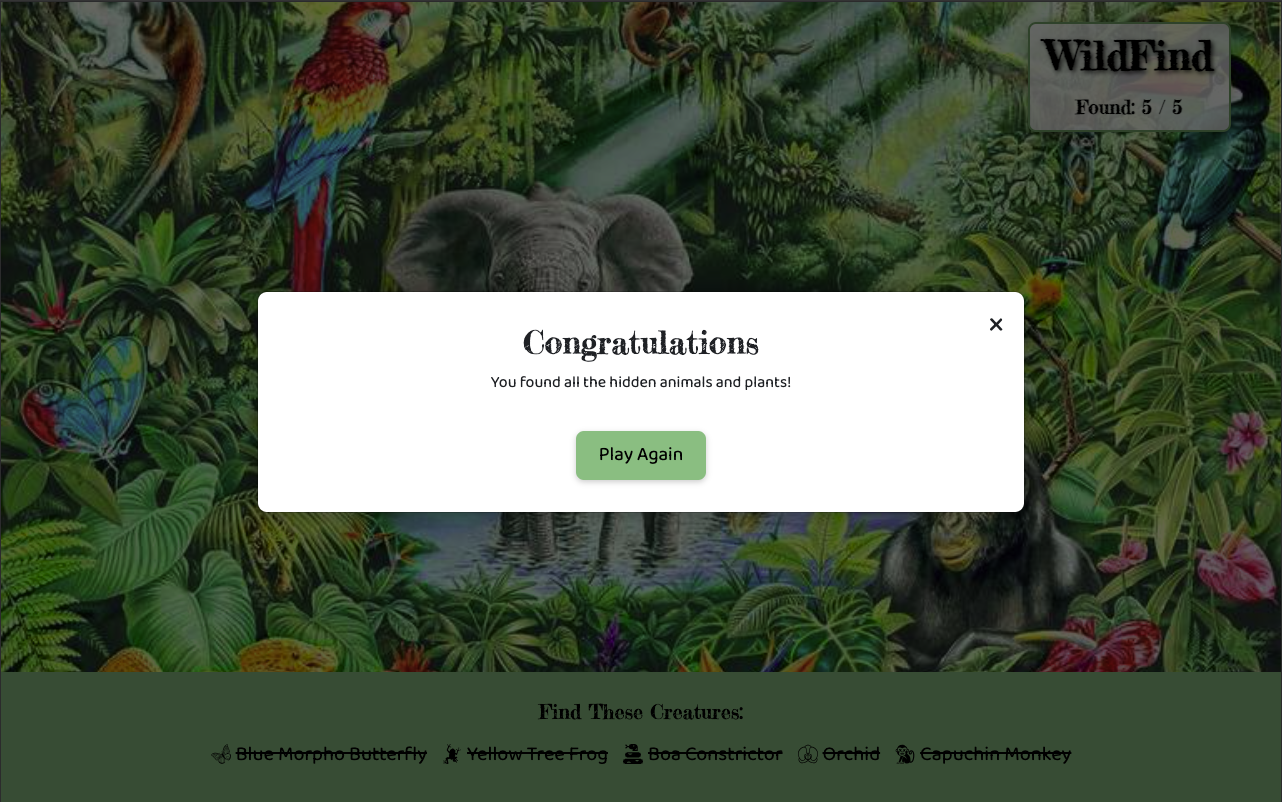 WildFind
Found: 5 / 5
Congratulations
You found all the hidden animals and plants!
Play Again
Find These Creatures:
Blue Morpho Butterfly Yellow Tree Frog Boa Constrictor Orchid Capuchin Monkey